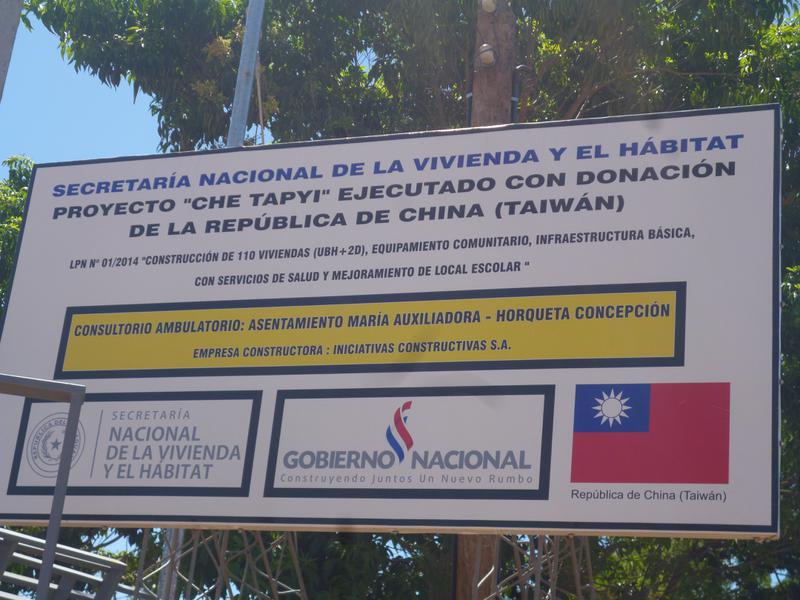 SECRETARÍA NACIONAL DE LA VIVIENDA Y EL HÁBITAT
PROYECTO "CHE TAPYI" EJECUTADO CON DONACIÓN
DE LA REPÚBLICA DE CHINA (TAIWÁN)
LPN Nº 01/2014 "CONSTRUCCIÓN DE 110 VIVIENDAS (UBH+2D), EQUIPAMIENTO COMUNITARIO, INFRAESTRUCTURA BÁSICA,
CON SERVICIOS DE SALUD Y MEJORAMIENTO DE LOCAL ESCOLAR "
CONSULTORIO AMBULATORIO: ASENTAMIENTO MARÍA AUXILIADORA - HORQUETA CONCEPCIÓN
EMPRESA CONSTRUCTORA : INICIATIVAS CONSTRUCTIVAS S.A.
SECRETARÍA
NACIONAL
DE LA VIVIENDA
Y EL HÁBITAT
GOBIERNO NACIONAL
Construyendo Juntos Un Nuevo Rumbo
República de China (Taiwán)